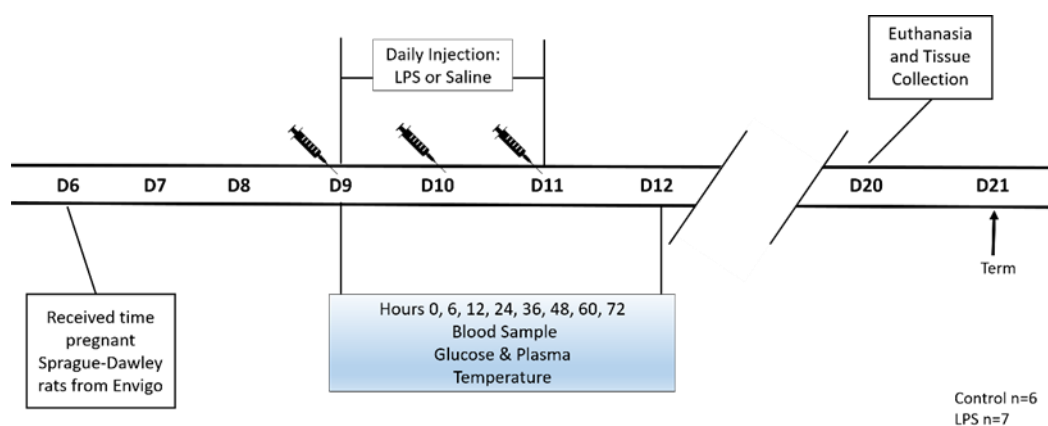 Daily Injection:
LPS or Saline
Euthanasia
and Tissue
Collection
D6 D7 D8 D9 D10 D11 D12 D20 D21
Term
Received time
pregnant
Sprague-Dawley
rats from Envigo
Hours 0, 6, 12, 24, 36, 48, 60, 72
Blood Sample
Glucose & Plasma
Temperature
Control n=6
LPS n=7